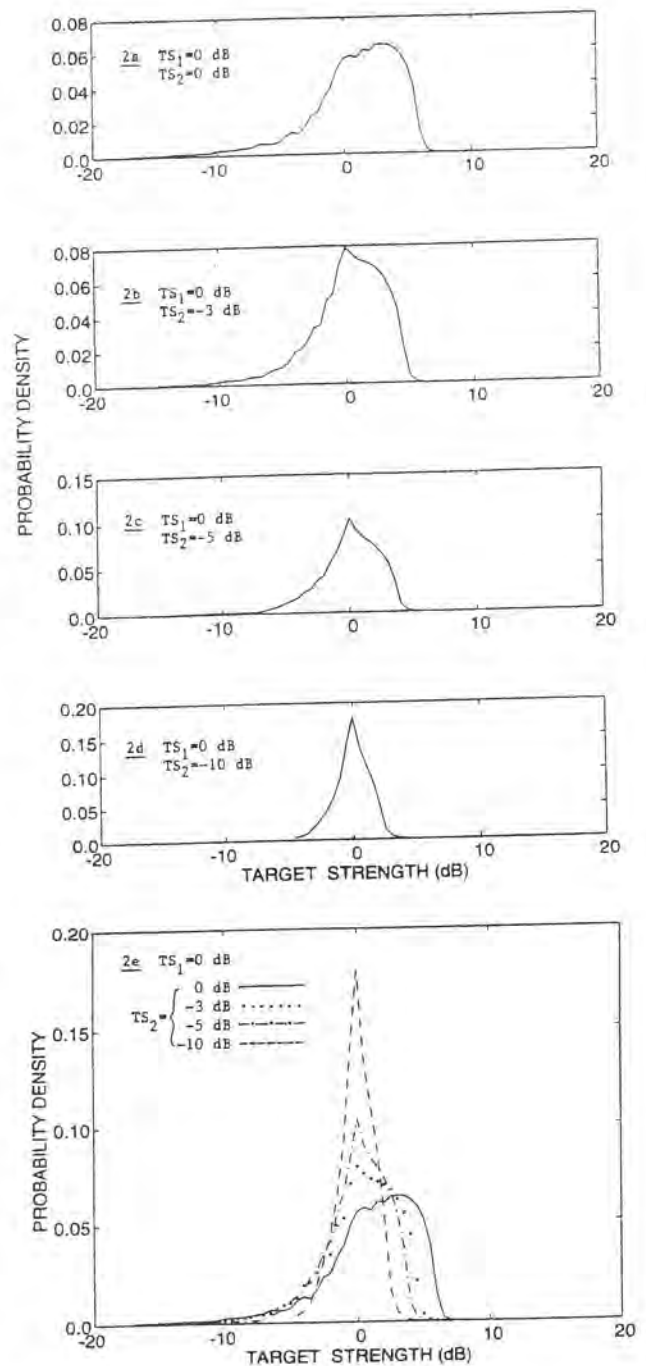 0.08
2a TS1=0 dB
0.06
TS2=0 dB
0.04
0.02
0.0
-20 -10 0 10 20
0.08
2b TS1=0 dB
0.06
TS2=-3 dB
0.04
0.02
0.0
-20 -10 0 10 20
PROBABILITY DENSITY
0.15
2c TS1=0 dB
0.10
TS2=-5 dB
0.05
0.0
-20 -10 0 10 20
0.20
2d TS1=0 dB
0.15
TS2=-10 dB
0.10
0.05
0.0
-20 -10 0 10 20
TARGET STRENGTH (dB)
0.20
2e TS1=0 dB
0 dB
-3 dB
TS2=
-5 dB
-10 dB
0.15
PROBABILITY DENSITY
0.10
0.05
0.0
-20 -10 0 10 20
TARGET STRENGTH (dB)